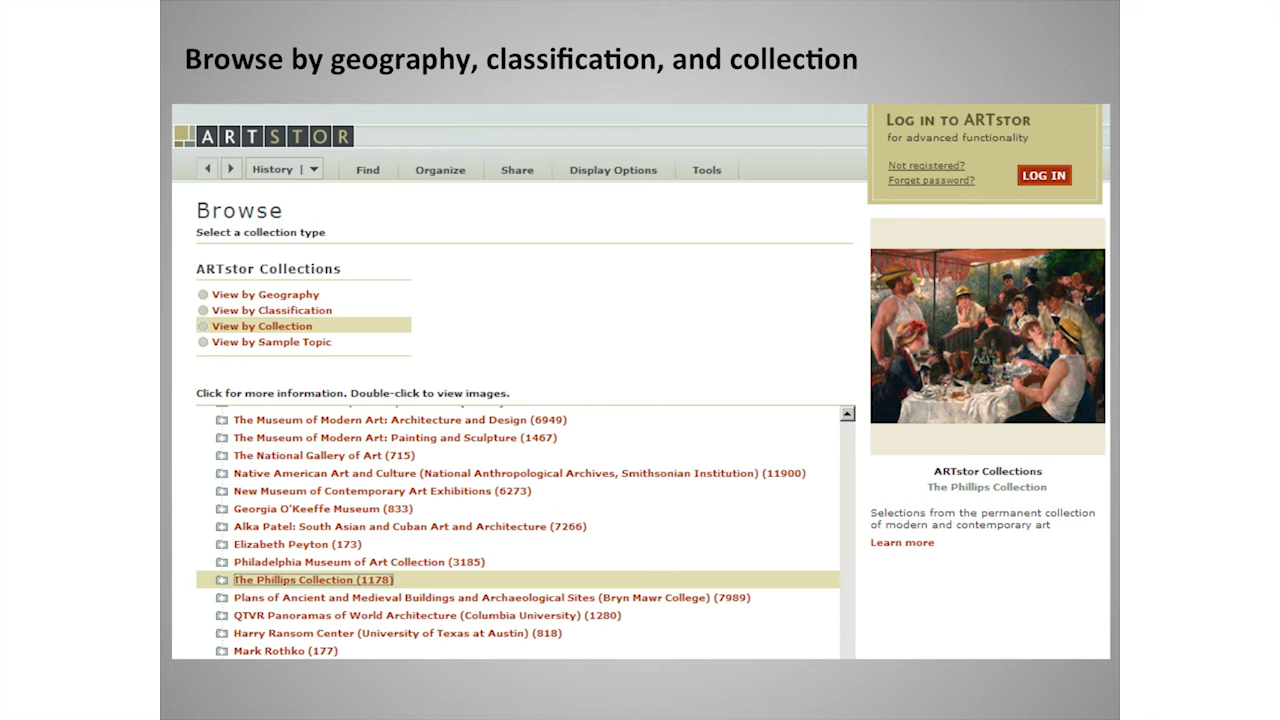 Browse by geography, classification, and collection
ARTSTOR
History
Find
Organize
Share
Display Options
Tools
LOG IN TO ARTSTOR
for advanced functionality
Not registered?
Forget password?
LOG IN
Browse
Select a collection type
ARTstor Collections
View by Geography
View by Classification
View by Collection
View by Sample Topic
Click for more information. Double-click to view images.
The Museum of Modern Art: Architecture and Design (6949)
The Museum of Modern Art: Painting and Sculpture (1467)
The National Gallery of Art (715)
Native American Art and Culture (National Anthropological Archives, Smithsonian Institution) (11900)
New Museum of Contemporary Art Exhibitions (6273)
Georgia O'Keeffe Museum (833)
Alka Patel: South Asian and Cuban Art and Architecture (7266)
Elizabeth Peyton (173)
Philadelphia Museum of Art Collection (3185)
The Phillips Collection (1178)
Plans of Ancient and Medieval Buildings and Archaeological Sites (Bryn Mawr College) (7989)
QTVR Panoramas of World Architecture (Columbia University) (1280)
Harry Ransom Center (University of Texas at Austin) (818)
Mark Rothko (177)
ARTstor Collections
The Phillips Collection
Selections from the permanent collection
of modern and contemporary art
Learn more